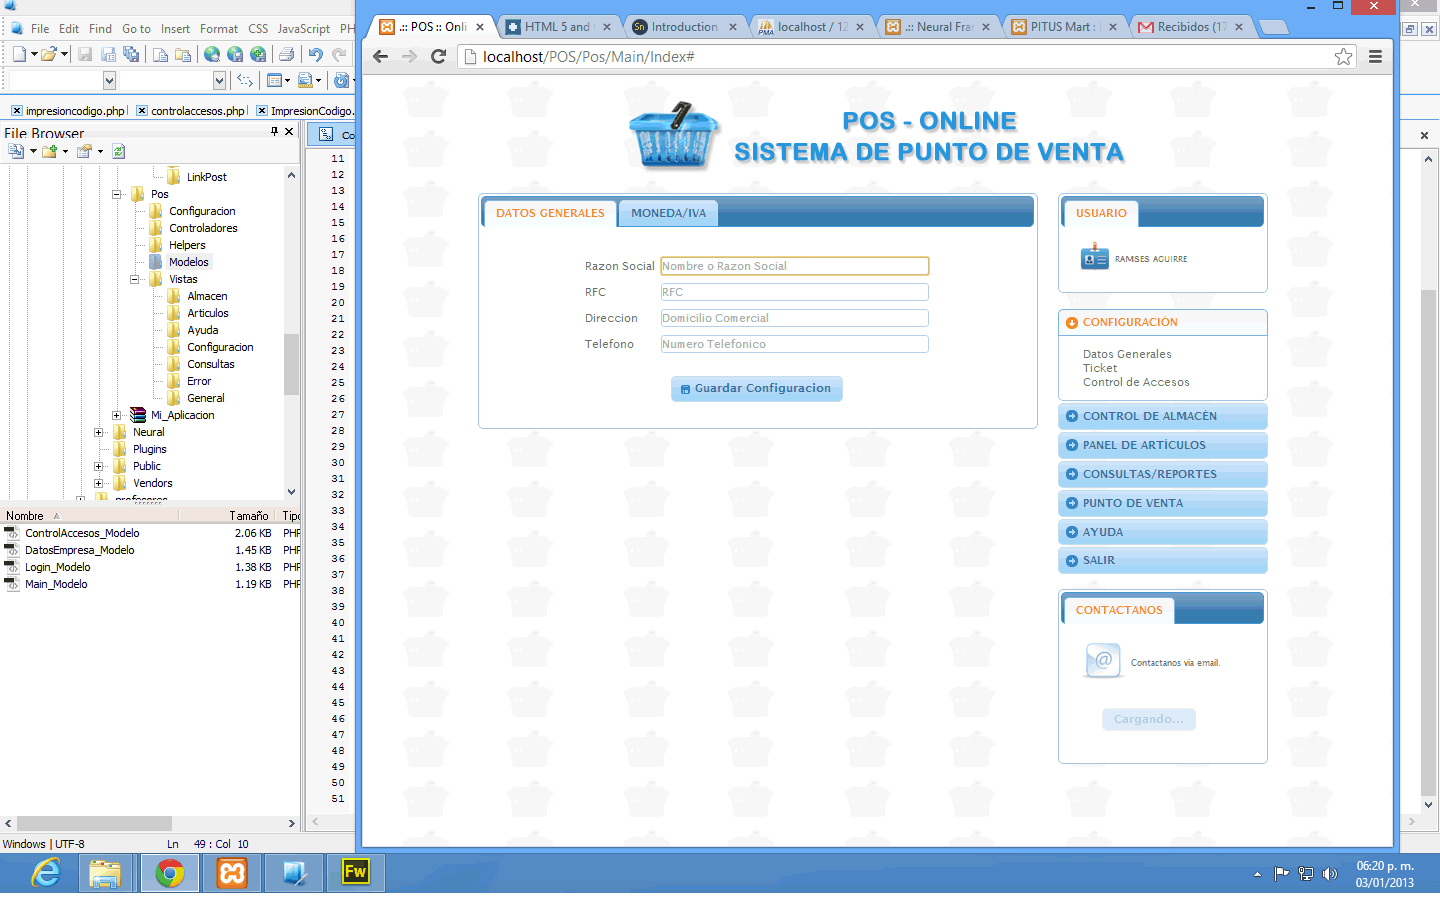 File Edit Find Go to Insert Format CSS JavaScript PH
impresioncodigo.php controlaccesos.php ImpresionCodigo.
File Browser
LinkPost
Pos
Configuracion
Controladores
Helpers
Modelos
Vistas
Almacen
Articulos
Ayuda
Configuracion
Consultas
Error
General
Mi_Aplicacion
Neural
Plugins
Public
Vendors
Nombre Tamaño Tipo
ControlAccesos_Modelo 2.06 KB PHP
DatosEmpresa_Modelo 1.45 KB PHP
Login_Modelo 1.38 KB PHP
Main_Modelo 1.19 KB PHP
Windows | UTF-8 Ln 49 : Col 10
Co
11
12
13
14
15
16
17
18
19
20
21
22
23
24
25
26
27
28
29
30
31
32
33
34
35
36
37
38
39
40
41
42
43
44
45
46
47
48
49
50
51
.:: POS :: Onli HTML 5 and Introduction localhost / 12 .:: Neural Fra PITUS Mart : Recibidos (17
localhost/POS/Pos/Main/Index#
POS - ONLINE
SISTEMA DE PUNTO DE VENTA
DATOS GENERALES MONEDA/IVA
Razon Social Nombre o Razon Social
RFC RFC
Direccion Domicilio Comercial
Telefono Numero Telefonico
Guardar Configuracion
USUARIO
RAMSES AGUIRRE
CONFIGURACIÓN
Datos Generales
Ticket
Control de Accesos
CONTROL DE ALMACÉN
PANEL DE ARTÍCULOS
CONSULTAS/REPORTES
PUNTO DE VENTA
AYUDA
SALIR
CONTACTANOS
@
Contactanos via email.
Cargando...
Fw
06:20 p. m.
03/01/2013